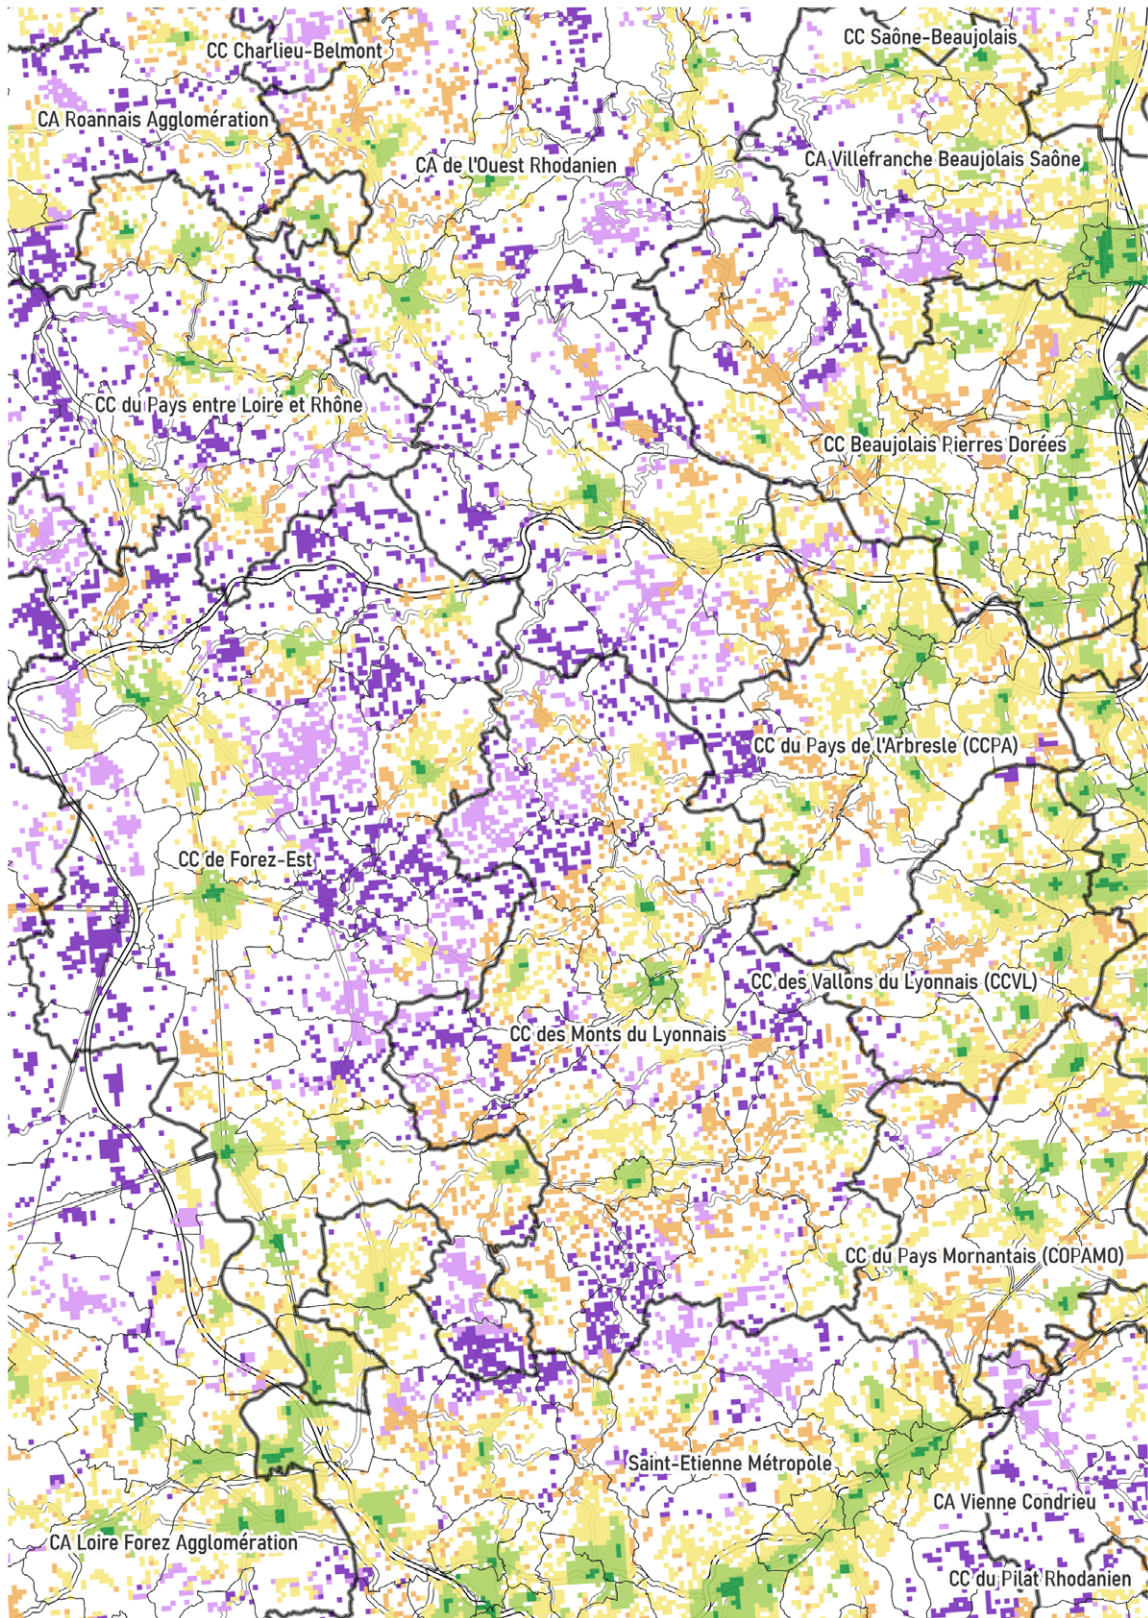 CC Saône-Beaujolais
CC Charlieu-Belmont
CA Roannais Agglomération
CA Villefranche Beaujolais Saône
CA de l'Ouest Rhodanien
CC du Pays entre Loire et Rhône
CC Beaujolais Pierres Dorées
CC du Pays de l'Arbresle (CCPA)
CC de Forez-Est
CC des Vallons du Lyonnais (CCVL)
CC des Monts du Lyonnais
CC du Pays Mornantais (COPAMO)
Saint-Etienne Métropole
CA Vienne Condrieu
CA Loire Forez Agglomération
CC du Pilat Rhodanien